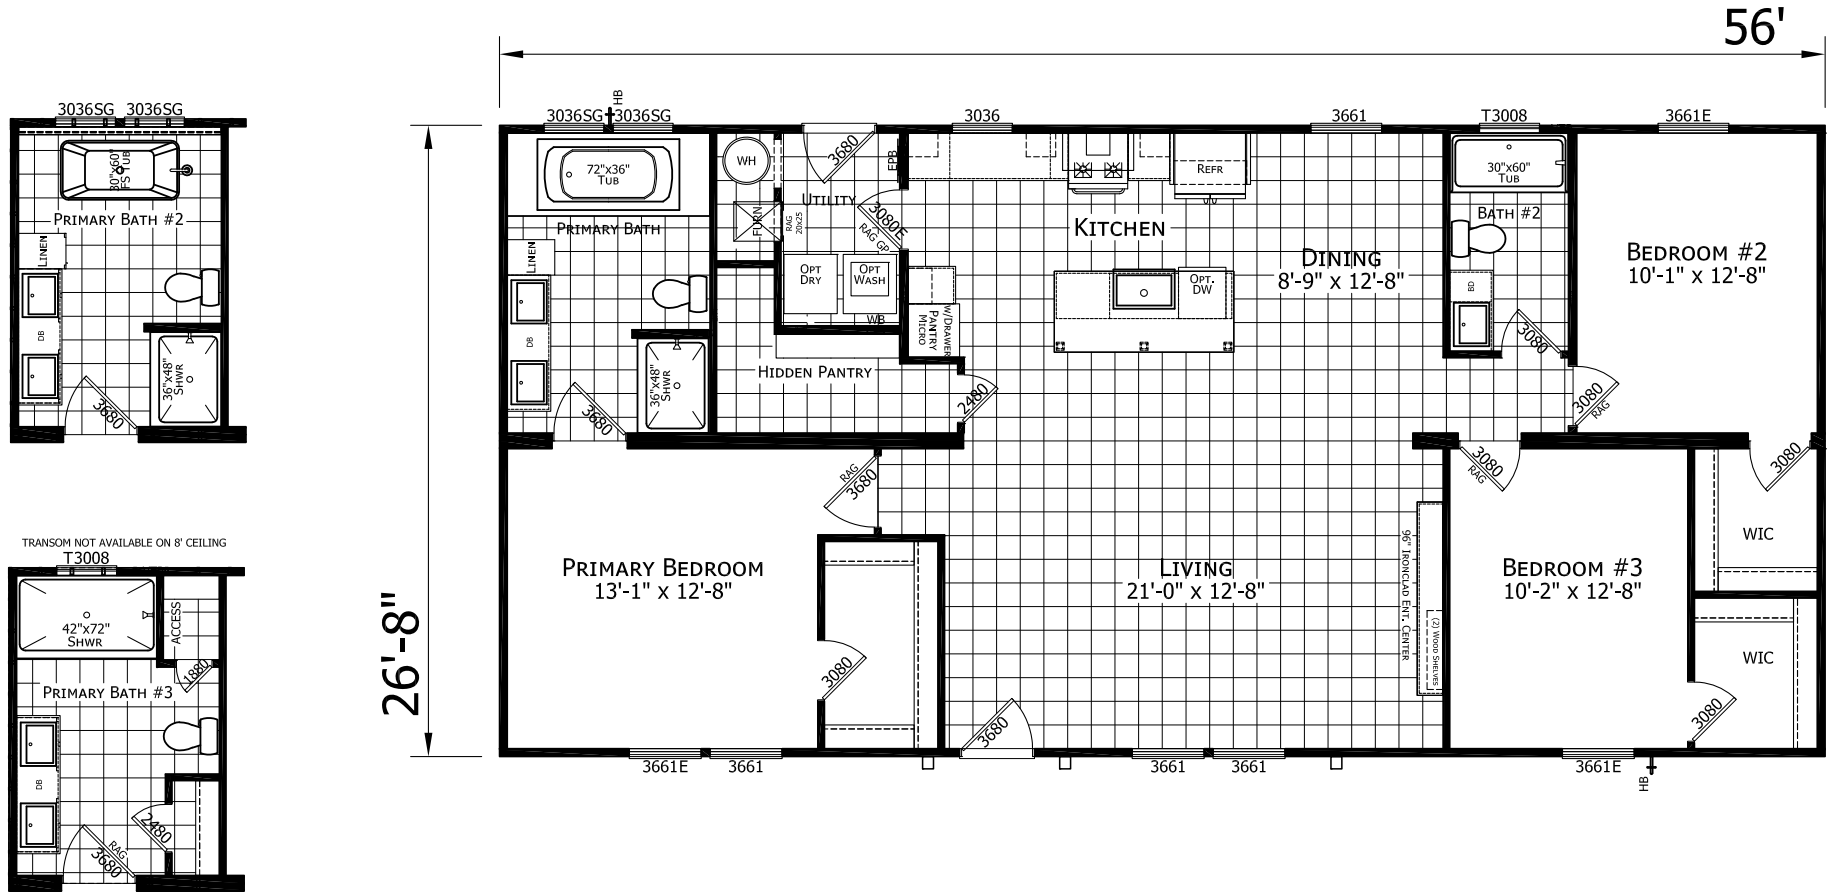 56'
26'-8"
3036SG 3036SG
30"x60"
FS TUB
PRIMARY BATH #2
LINEN
DB
36"x48"
SHWR
3680
TRANSOM NOT AVAILABLE ON 8' CEILING
T3008
42"x72"
SHWR
ACCESS
1880
PRIMARY BATH #3
DB
2480
RAG
3680
3036SG 3036SG
HB
72"x36"
TUB
PRIMARY BATH
LINEN
DB
36"x48"
SHWR
3680
WH
FURN
RAG
20x25
UTILITY
3680
EPB
3080E
RAG GP
OPT
DRY
OPT
WASH
WB
HIDDEN PANTRY
2480
3036
KITCHEN
REFR
OPT.
DW
W/DRAWER
PANTRY
MICRO
3661
DINING
8'-9" x 12'-8"
T3008
30"x60"
TUB
BATH #2
BD
3080
3661E
BEDROOM #2
10'-1" x 12'-8"
3080
RAG
3080
WIC
PRIMARY BEDROOM
13'-1" x 12'-8"
RAG
3680
3080
3661E 3661
LIVING
21'-0" x 12'-8"
3680
3661 3661
96" IRONCLAD ENT. CENTER
(2) WOOD SHELVES
3080
RAG
BEDROOM #3
10'-2" x 12'-8"
WIC
3080
3661E
HB